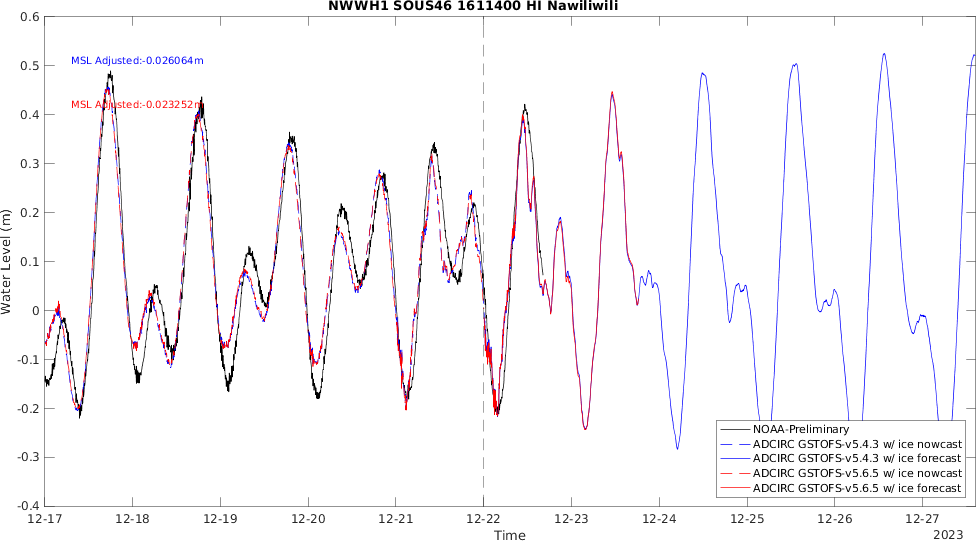 NWWH1 SOUS46 1611400 HI Nawiliwili
0.6
0.5
0.4
0.3
0.2
0.1
0
-0.1
-0.2
-0.3
-0.4
Water Level (m)
MSL Adjusted:-0.026064m
MSL Adjusted:-0.023252m
NOAA-Preliminary
ADCIRC GSTOFS-v5.4.3 w/ ice nowcast
ADCIRC GSTOFS-v5.4.3 w/ ice forecast
ADCIRC GSTOFS-v5.6.5 w/ ice nowcast
ADCIRC GSTOFS-v5.6.5 w/ ice forecast
12-17 12-18 12-19 12-20 12-21 12-22 12-23 12-24 12-25 12-26 12-27
Time
2023